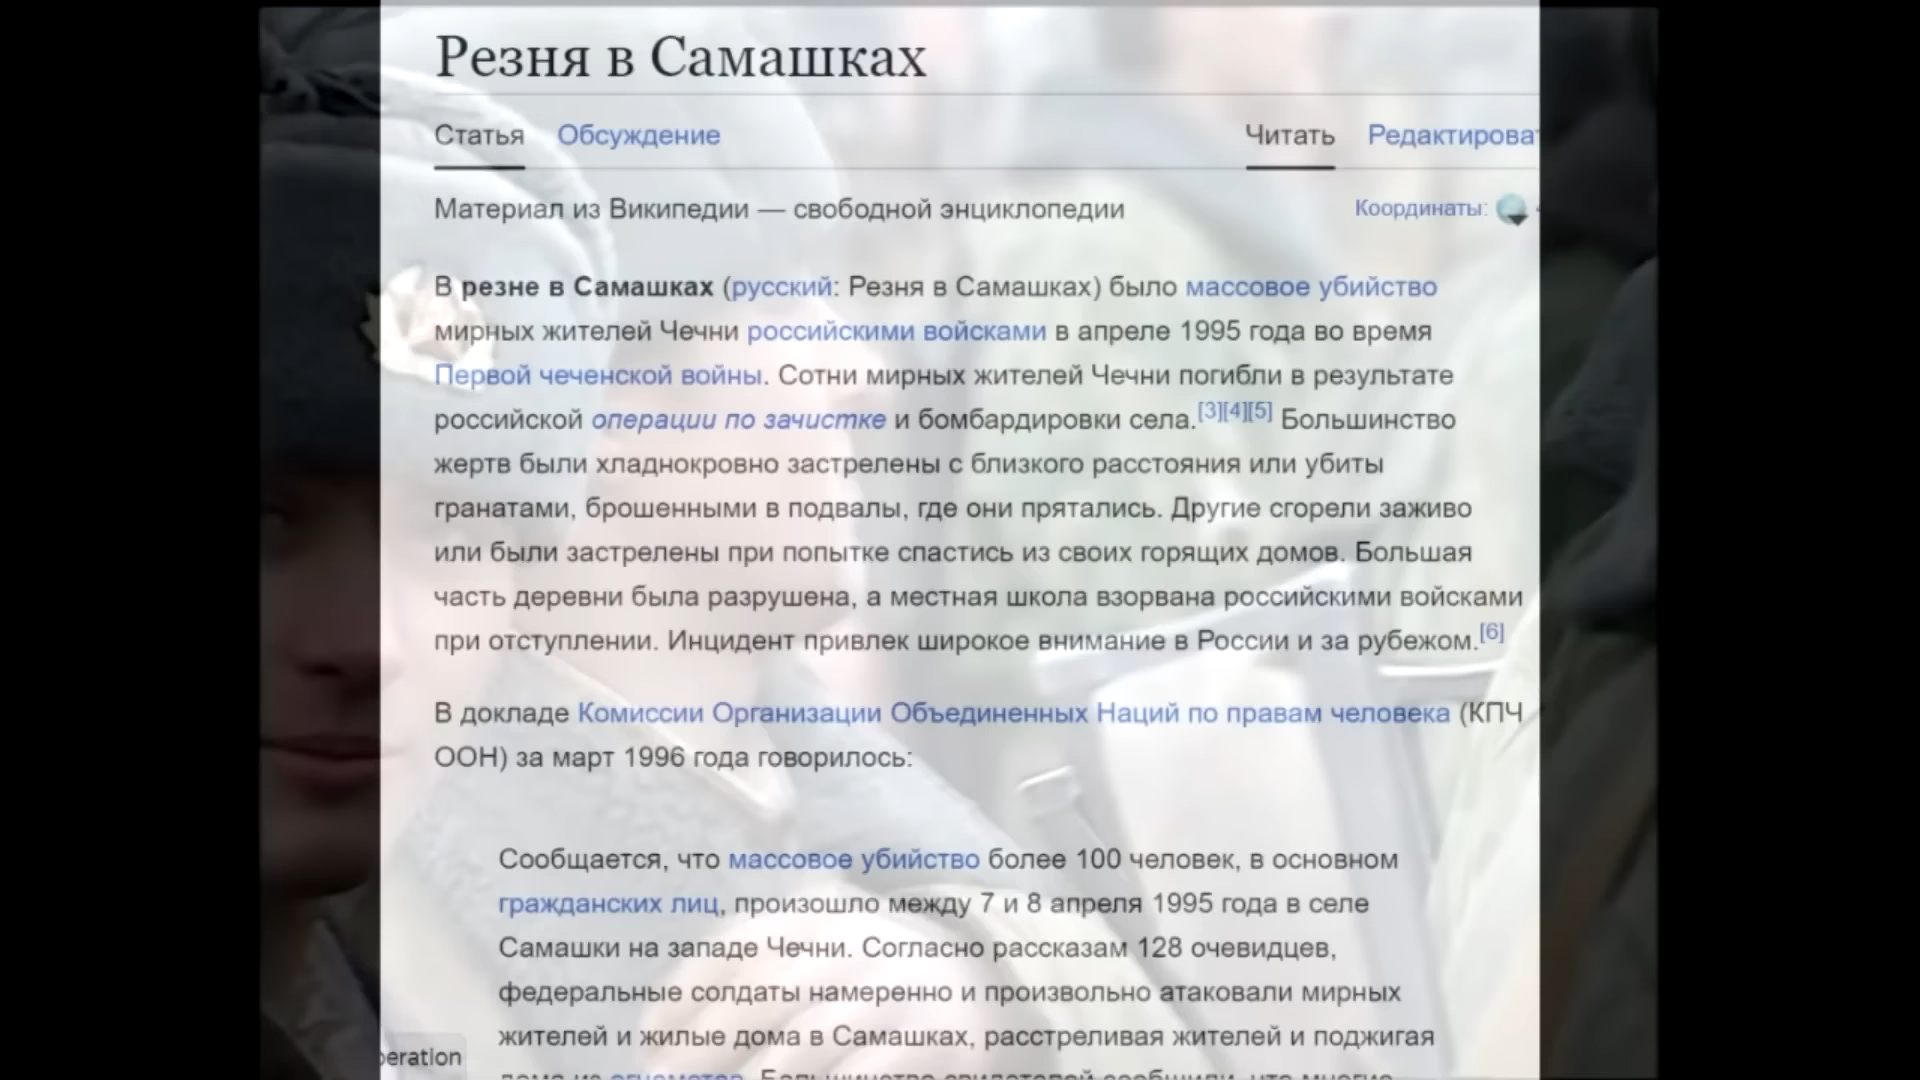 Резня в Самашках
Статья Обсуждение Читать Редактироват
Материал из Википедии — свободной энциклопедии Координаты:
В резне в Самашках (русский: Резня в Самашках) было массовое убийство
мирных жителей Чечни российскими войсками в апреле 1995 года во время
Первой чеченской войны. Сотни мирных жителей Чечни погибли в результате
российской операции по зачистке и бомбардировки села.[3][4][5] Большинство
жертв были хладнокровно застрелены с близкого расстояния или убиты
гранатами, брошенными в подвалы, где они прятались. Другие сгорели заживо
или были застрелены при попытке спастись из своих горящих домов. Большая
часть деревни была разрушена, а местная школа взорвана российскими войсками
при отступлении. Инцидент привлек широкое внимание в России и за рубежом.[6]
В докладе Комиссии Организации Объединенных Наций по правам человека (КПЧ
ООН) за март 1996 года говорилось:
Сообщается, что массовое убийство более 100 человек, в основном
гражданских лиц, произошло между 7 и 8 апреля 1995 года в селе
Самашки на западе Чечни. Согласно рассказам 128 очевидцев,
федеральные солдаты намеренно и произвольно атаковали мирных
жителей и жилые дома в Самашках, расстреливая жителей и поджигая
peration